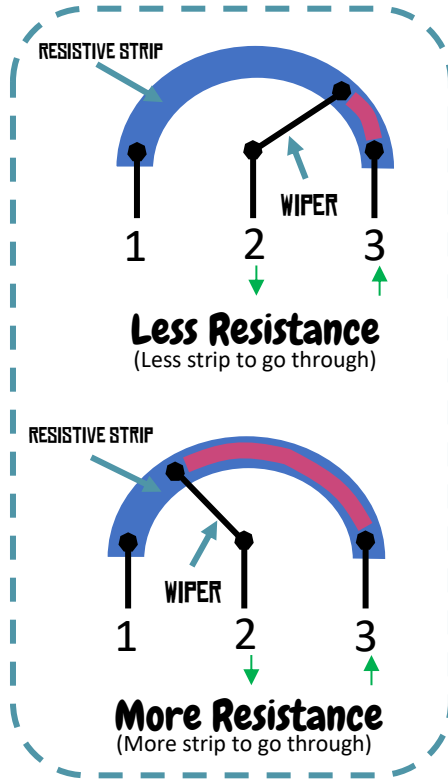 RESISTIVE STRIP
WIPER
1 2 3
Less Resistance
(Less strip to go through)
RESISTIVE STRIP
WIPER
1 2 3
More Resistance
(More strip to go through)